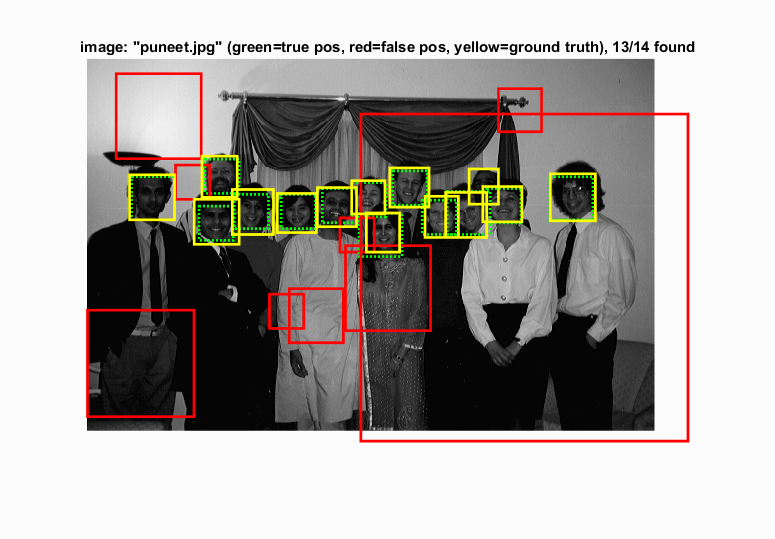 image: "puneet.jpg" (green=true pos, red=false pos, yellow=ground truth), 13/14 found